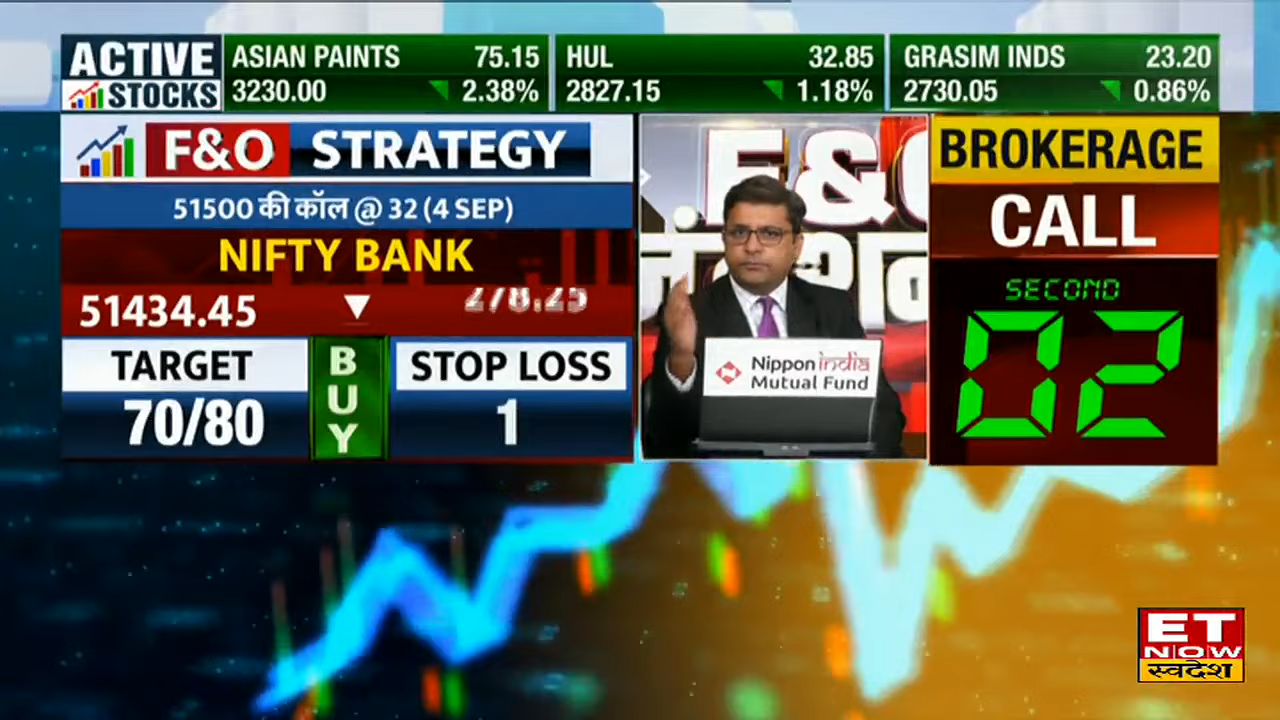 ACTIVE STOCKS
ASIAN PAINTS 75.15
3230.00 2.38%
HUL 32.85
2827.15 1.18%
GRASIM INDS 23.20
2730.05 0.86%
F&O STRATEGY
51500 की कॉल @ 32 (4 SEP)
NIFTY BANK
51434.45
TARGET
70/80
BUY
STOP LOSS
1
F&O
Nippon india
Mutual Fund
BROKERAGE
CALL
SECOND
02
ET
NOW
स्वदेश